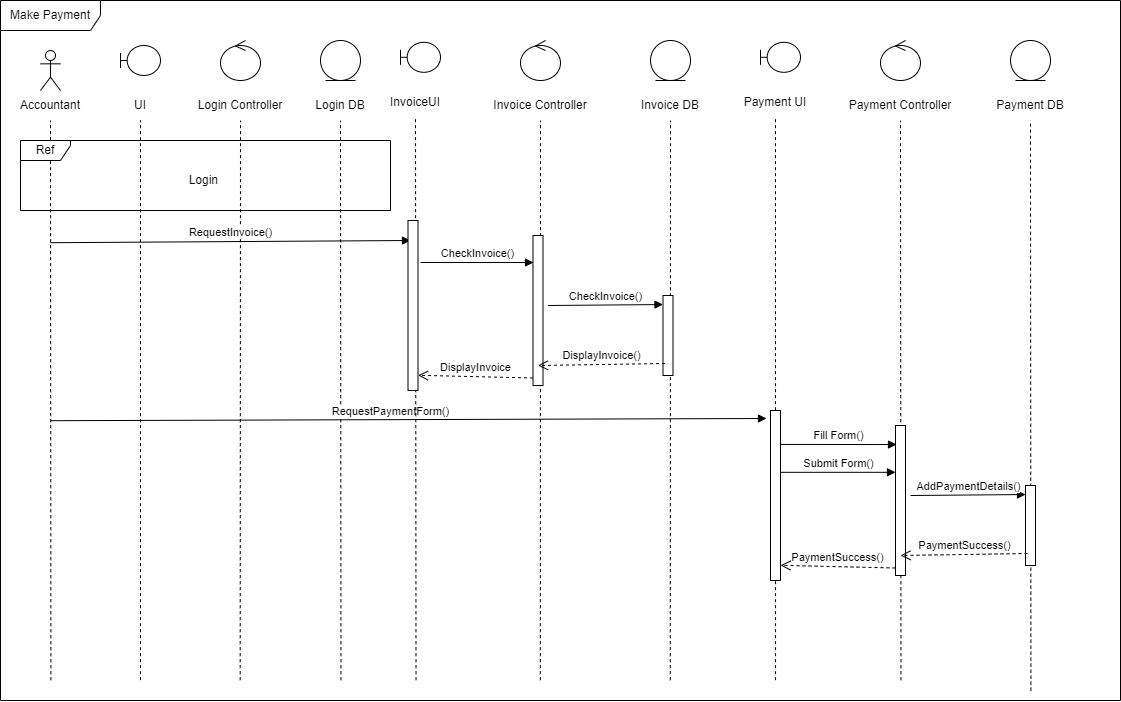 Make Payment
Accountant
UI
Login Controller
Login DB
InvoiceUI
Invoice Controller
Invoice DB
Payment UI
Payment Controller
Payment DB
Ref
Login
RequestInvoice()
CheckInvoice()
CheckInvoice()
DisplayInvoice()
DisplayInvoice
RequestPaymentForm()
Fill Form()
Submit Form()
AddPaymentDetails()
PaymentSuccess()
PaymentSuccess()